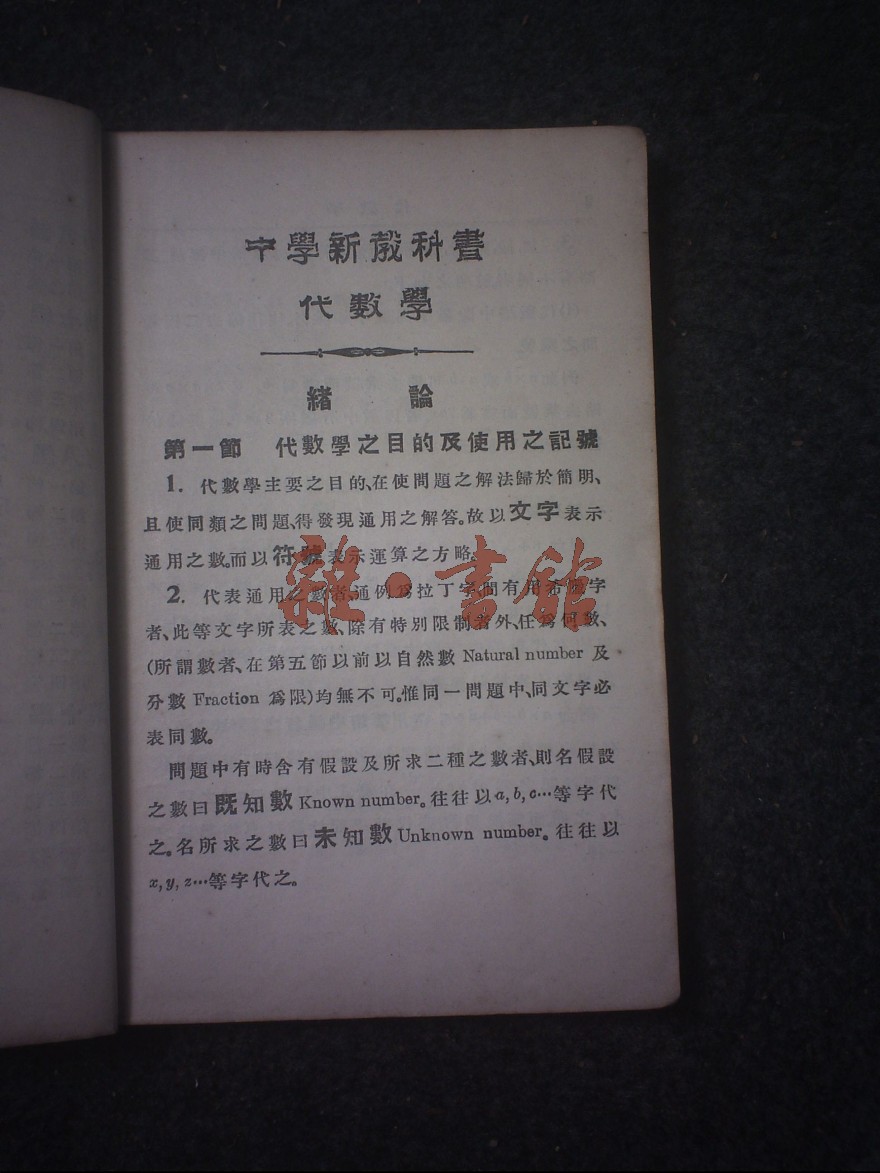 中學新教科書
代數學
緒論
第一節 代數學之目的及使用之記號
1. 代數學主要之目的、在使問題之解法歸於簡明、
且使同類之問題、得發現通用之解答。故以文字表示
通用之數。而以符號表示運算之方略。
2. 代表通用之數者、通例爲拉丁字、間有用希臘字
者、此等文字所表之數、除有特別限制者外、任爲何數、
(所謂數者、在第五節以前以自然數 Natural number 及
分數 Fraction 爲限)均無不可。惟同一問題中、同文字必
表同數。
問題中有時含有假設及所求二種之數者、則名假設
之數曰既知數 Known number。往往以a, b, c…等字代
之。名所求之數曰未知數 Unknown number。往往以
x, y, z…等字代之。
雜·書館